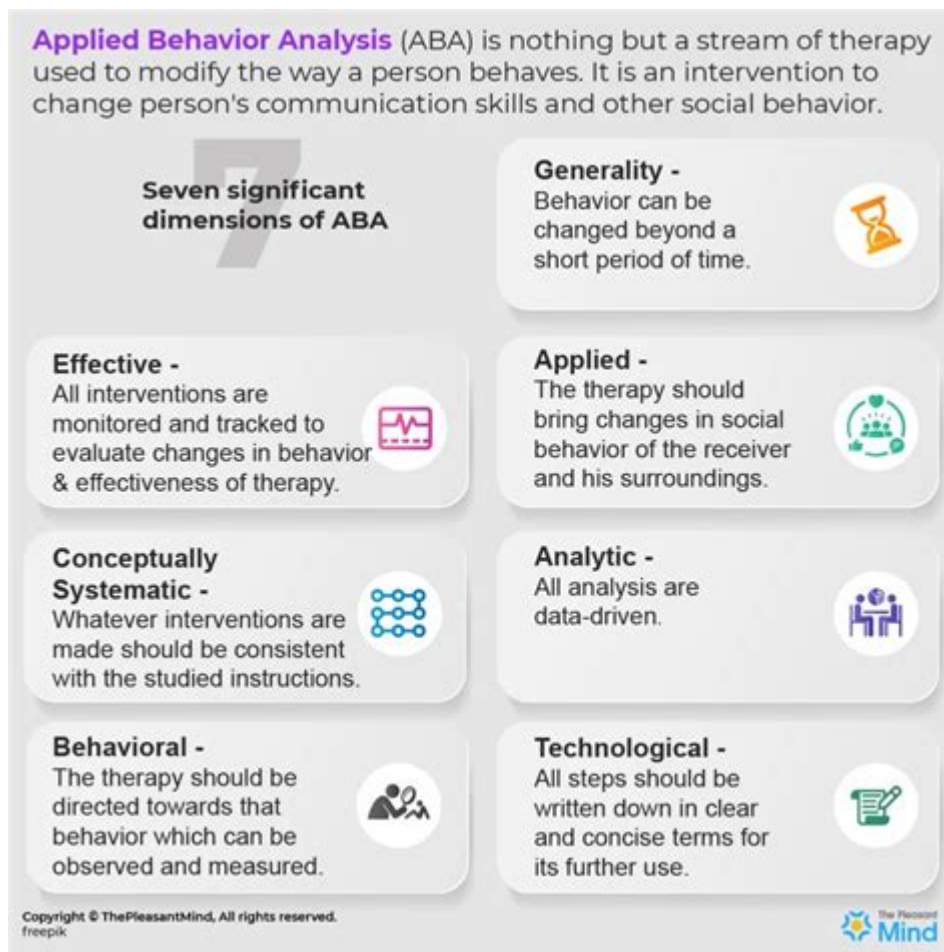 Applied Behavior Analysis (ABA) is nothing but a stream of therapy
used to modify the way a person behaves. It is an intervention to
change person's communication skills and other social behavior.
7
Seven significant
dimensions of ABA
Generality -
Behavior can be
changed beyond a
short period of time.
Effective -
All interventions are
monitored and tracked to
evaluate changes in behavior
& effectiveness of therapy.
Applied -
The therapy should
bring changes in social
behavior of the receiver
and his surroundings.
Conceptually
Systematic -
Whatever interventions are
made should be consistent
with the studied instructions.
Analytic -
All analysis are
data-driven.
Behavioral -
The therapy should be
directed towards that
behavior which can be
observed and measured.
Technological -
All steps should be
written down in clear
and concise terms for
its further use.
Copyright © ThePleasantMind, All rights reserved.
freepik
The Pleasant
Mind